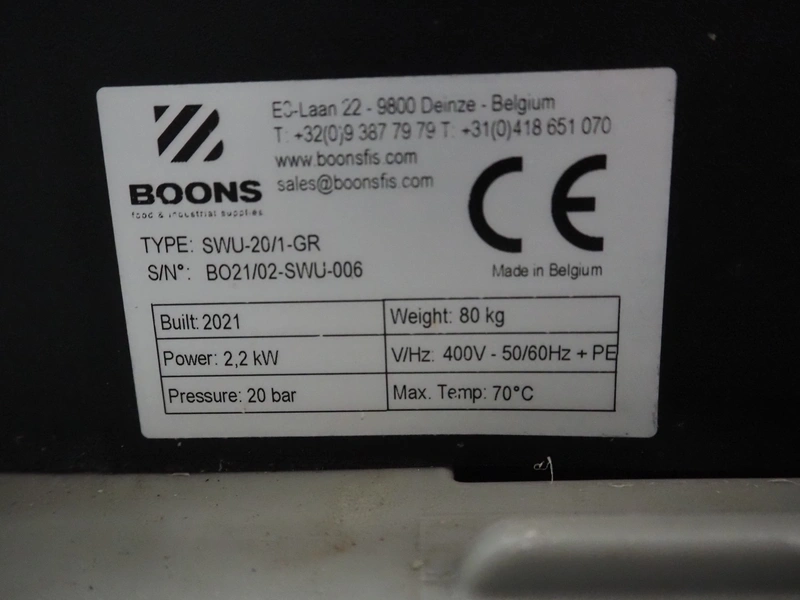 E3-Laan 22 - 9800 Deinze - Belgium
T: +32(0)9 387 79 79 T: +31(0)418 651 070
www.boonsfis.com
sales@boonsfis.com
BOONS
food & industrial supplies
CE
Made in Belgium
TYPE: SWU-20/1-GR
S/N°: BO21/02-SWU-006
Built: 2021
Weight: 80 kg
Power: 2,2 kW
V/Hz: 400V - 50/60Hz + PE
Pressure: 20 bar
Max. Temp: 70°C